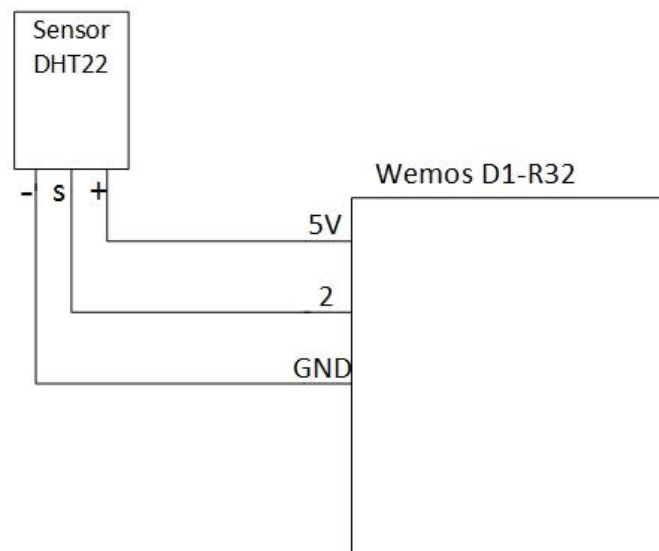 Sensor
DHT22
- s +
Wemos D1-R32
5V
2
GND